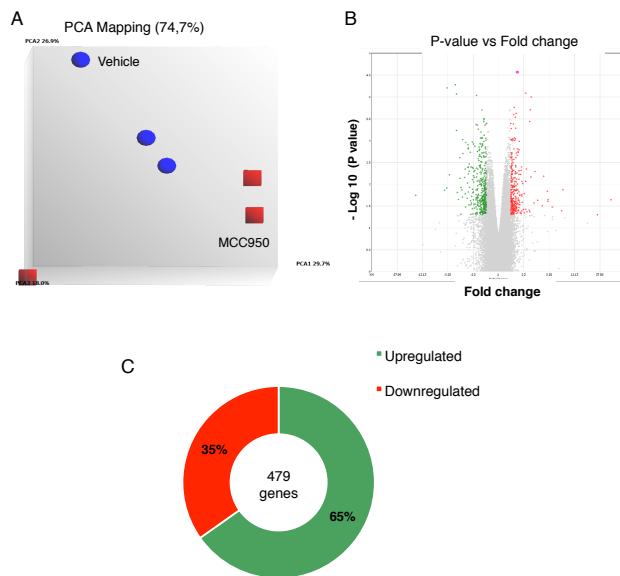 A
PCA Mapping (74,7%)
PCA2 26.9%
Vehicle
MCC950
PCA1 29.7%
PCA3 18.0%
B
P-value vs Fold change
- Log 10 (P value)
Fold change
C
Upregulated
Downregulated
35%
479
genes
65%